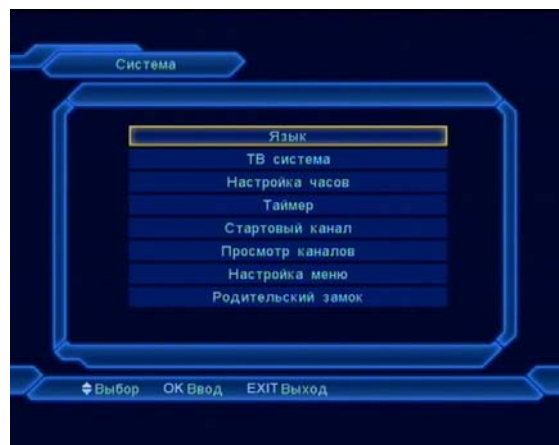 Система
Язык
ТВ система
Настройка часов
Таймер
Стартовый канал
Просмотр каналов
Настройка меню
Родительский замок
Выбор OK Ввод EXIT Выход